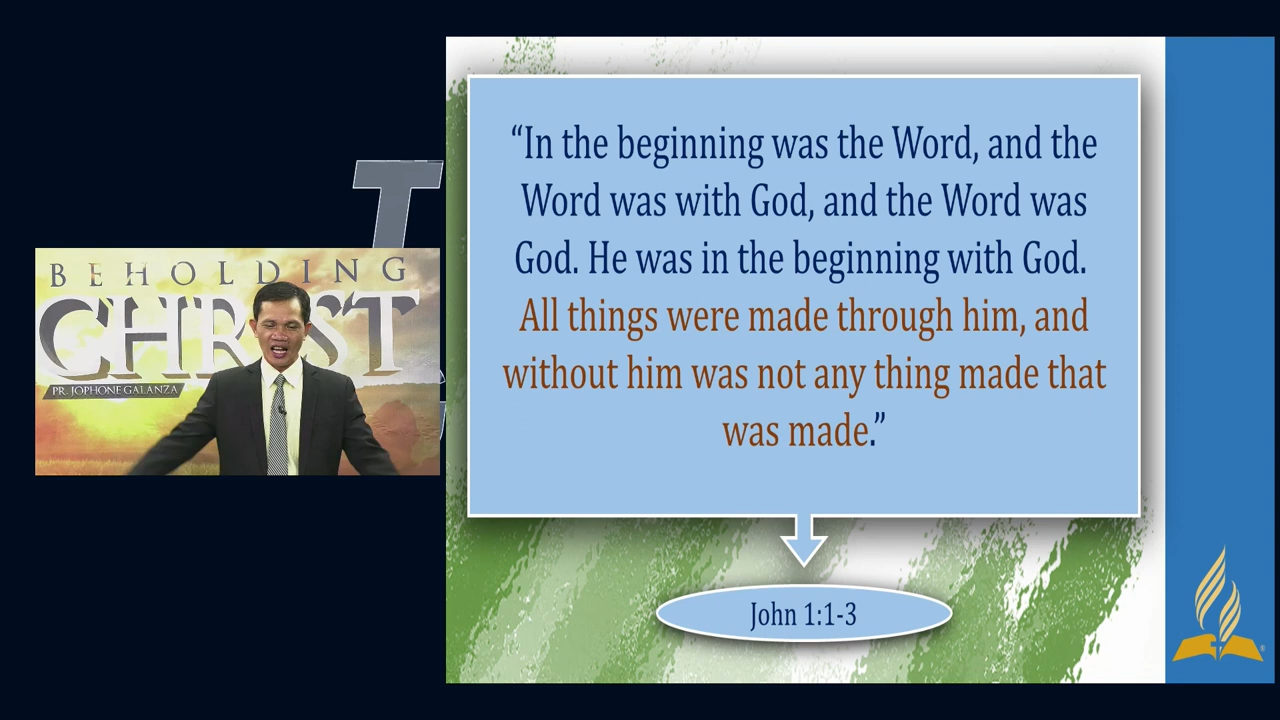 T
BEHOLDING
CHRIST
PR. JOPHONE GALANZA
“In the beginning was the Word, and the
Word was with God, and the Word was
God. He was in the beginning with God.
All things were made through him, and
without him was not any thing made that
was made.”
John 1:1-3
®